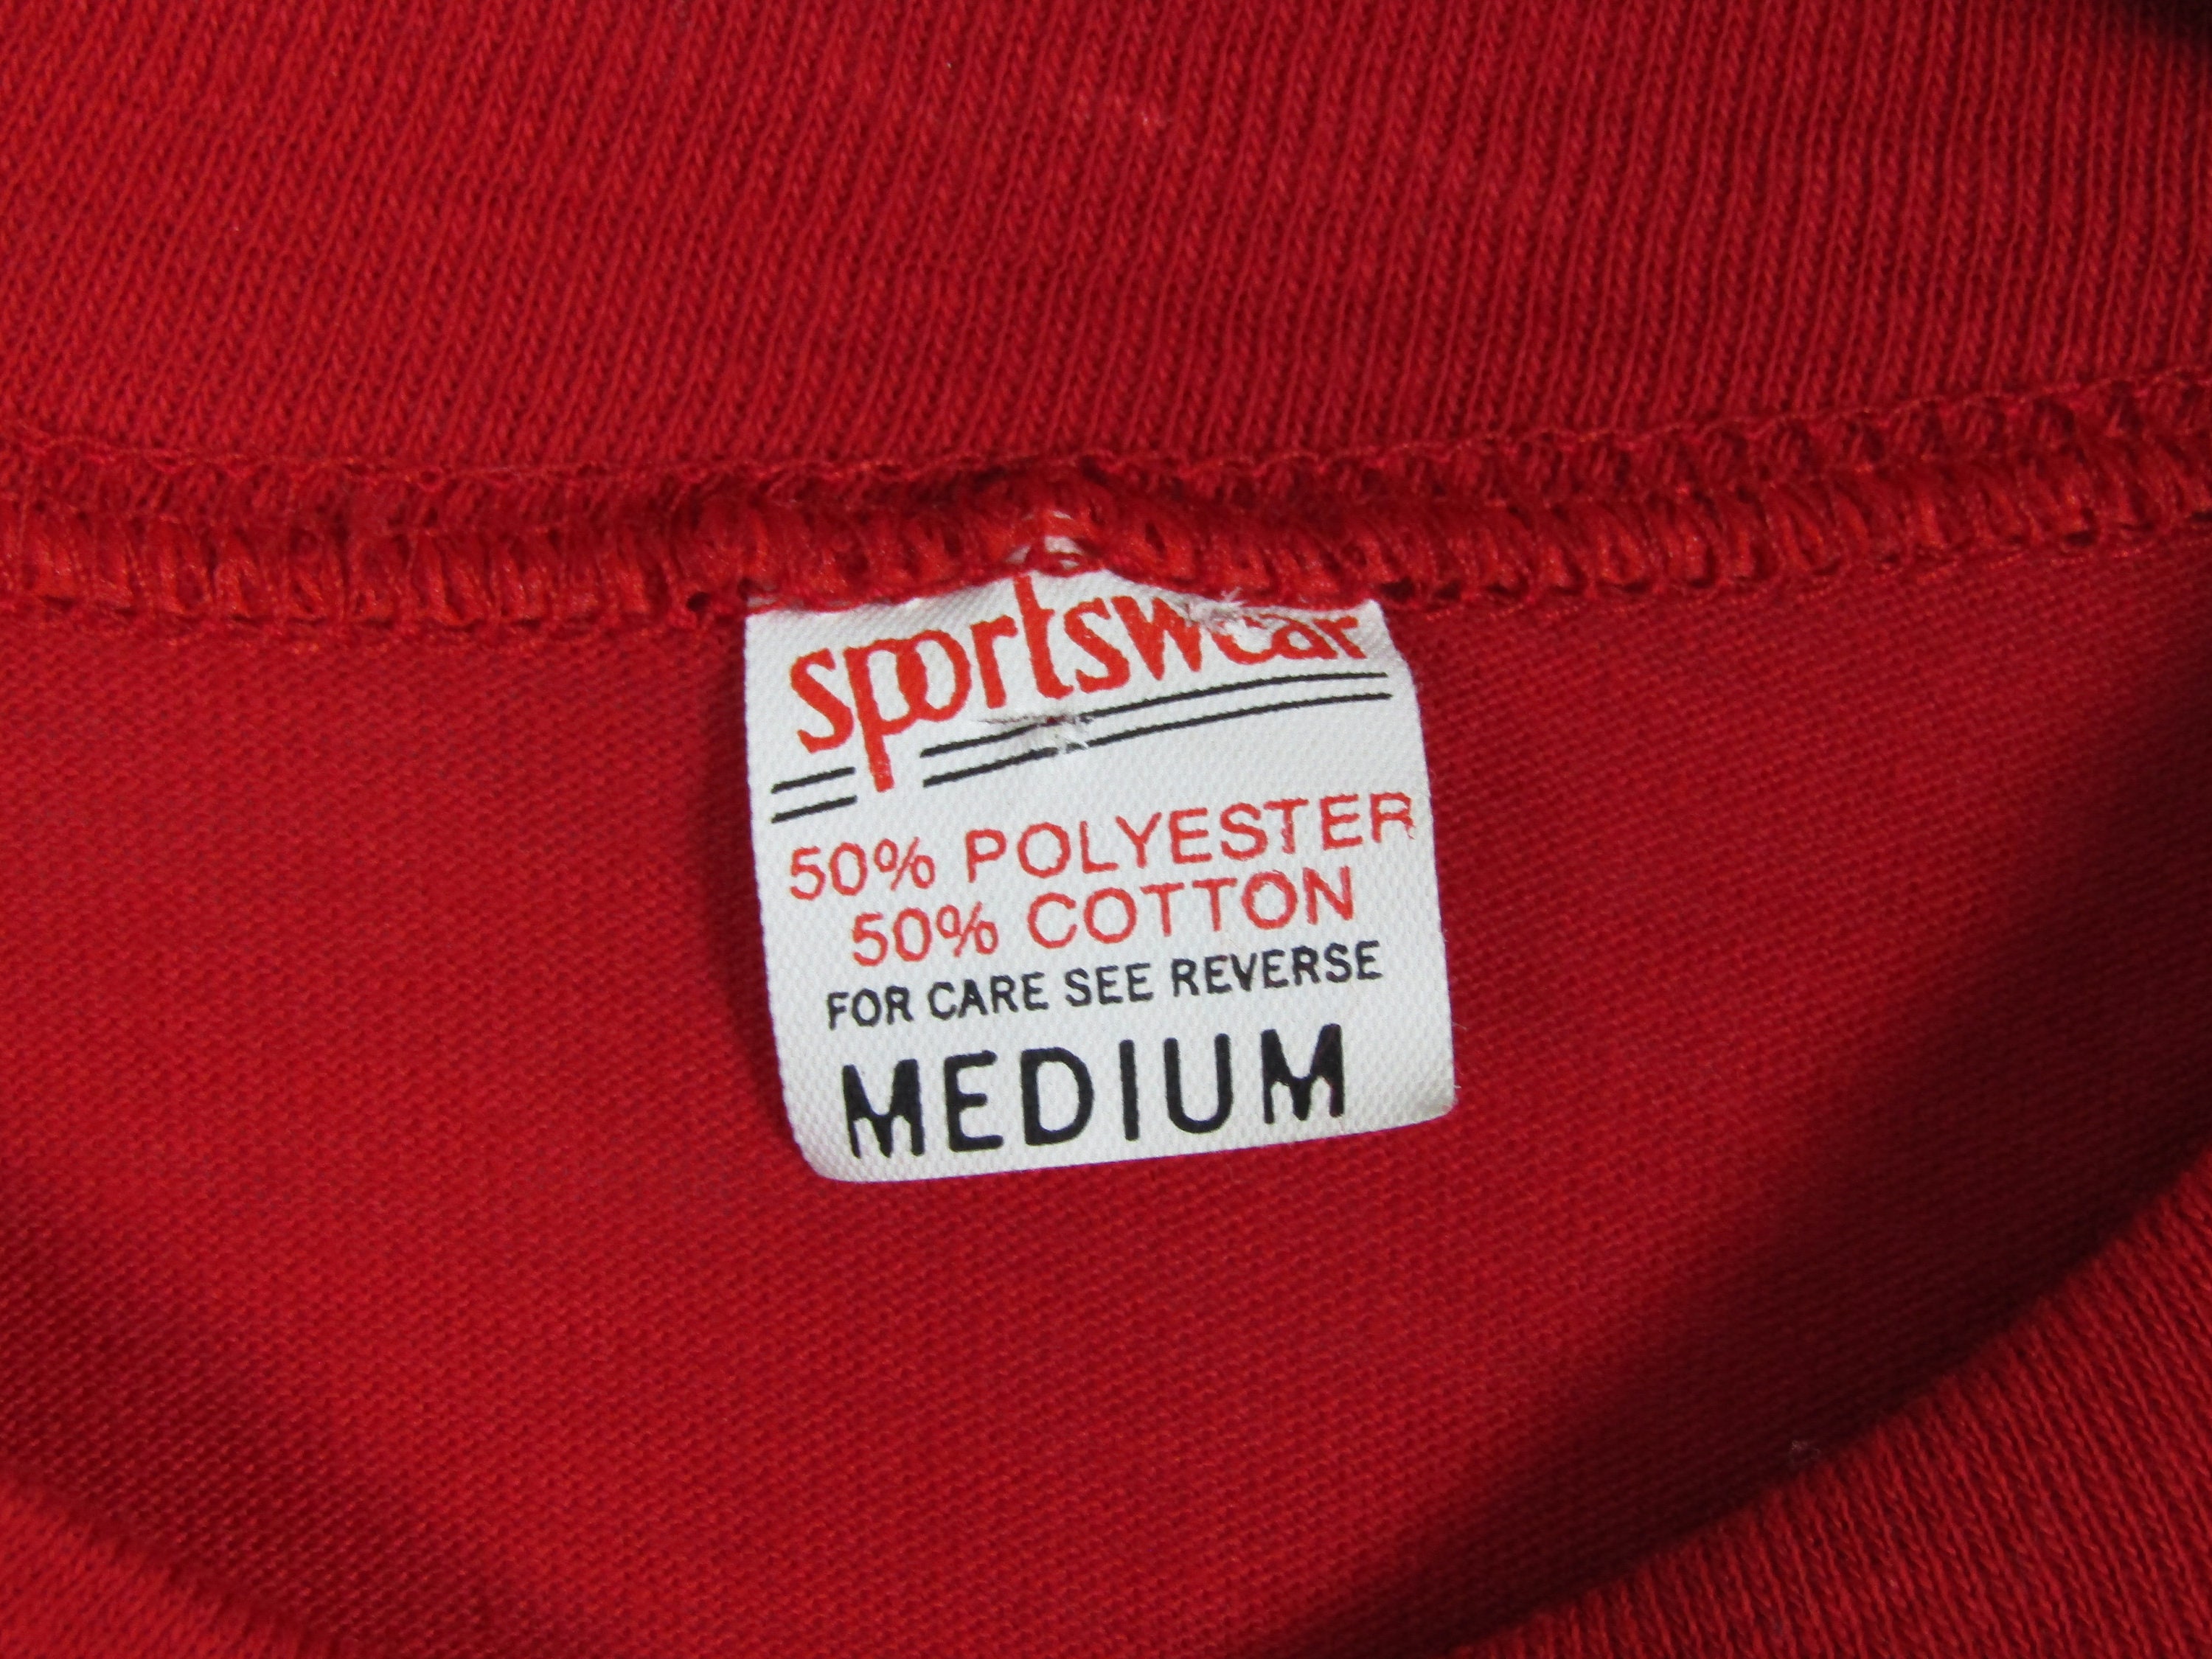 sportswear
50% POLYESTER
50% COTTON
FOR CARE SEE REVERSE
MEDIUM